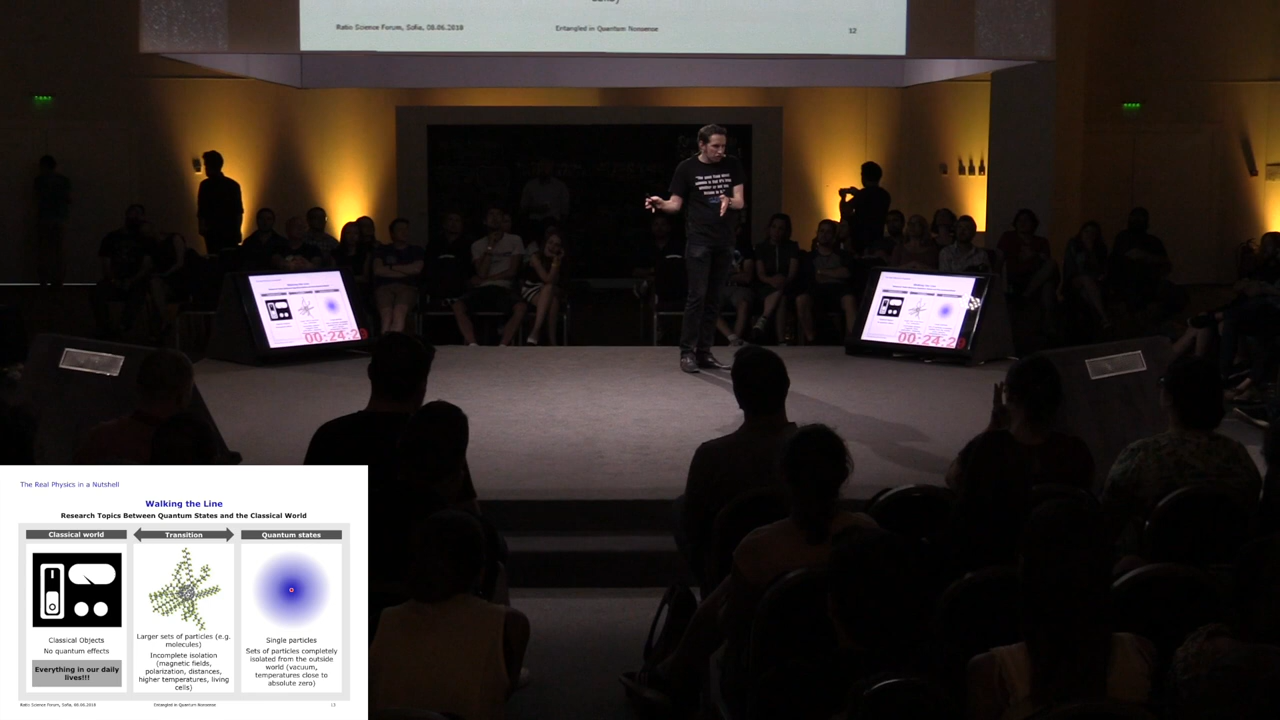 Ratio Science Forum, Sofia, 08.06.2018
Entangled in Quantum Nonsense
12
00:24:2
00:24:2
The Real Physics in a Nutshell
Walking the Line
Research Topics Between Quantum States and the Classical World
Classical world
Classical Objects
No quantum effects
Everything in our daily
lives!!!
Transition
Larger sets of particles (e.g.
molecules)
Incomplete isolation
(magnetic fields,
polarization, distances,
higher temperatures, living
cells)
Quantum states
Single particles
Sets of particles completely
isolated from the outside
world (vacuum,
temperatures close to
absolute zero)
Ratio Science Forum, Sofia, 08.06.2018
Entangled in Quantum Nonsense
13